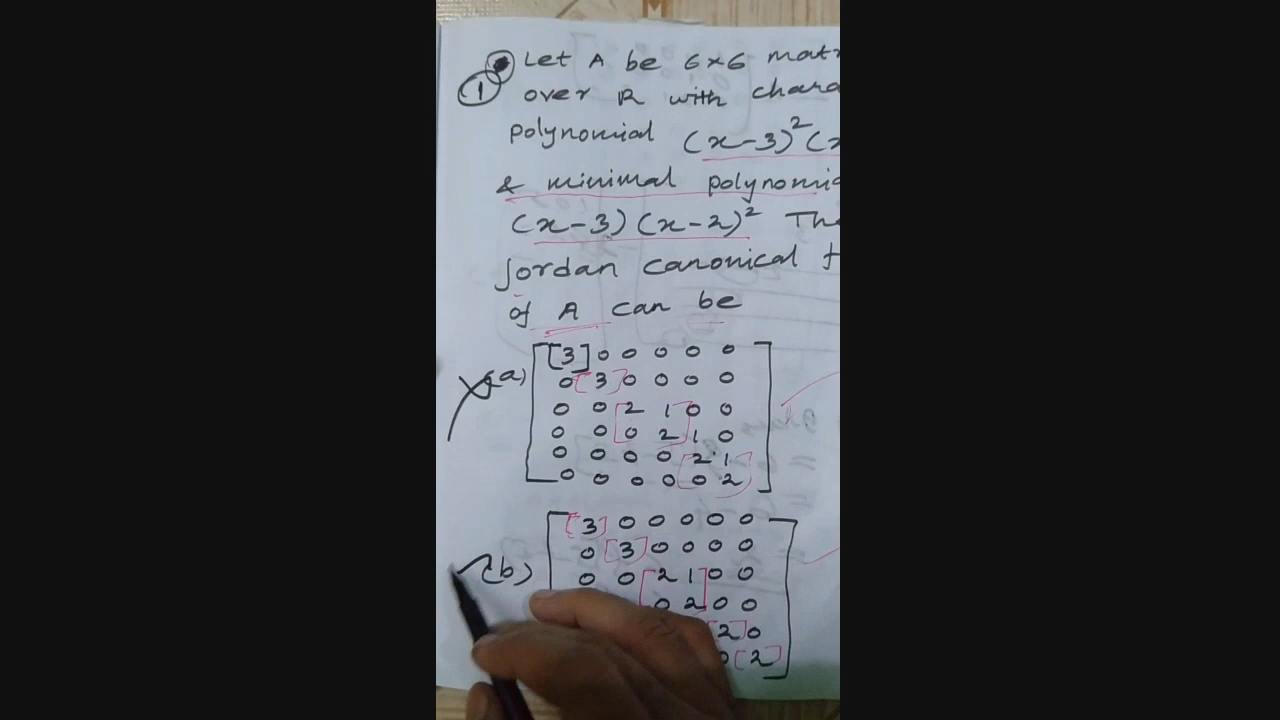 ① Let A be 6×6 matr
over R with chara
polynomial (x-3)²(x
& minimal polynomia
(x-3)(x-2)² The
Jordan canonical f
of A can be
(a) [3] 0 0 0 0 0
0 [3] 0 0 0 0
0 0 2 1 0 0
0 0 0 2 1 0
0 0 0 0 2 1
0 0 0 0 0 2
(b) [3] 0 0 0 0 0
0 [3] 0 0 0 0
0 0 2 1 0 0
0 2 0 0
[2] 0
0 [2]